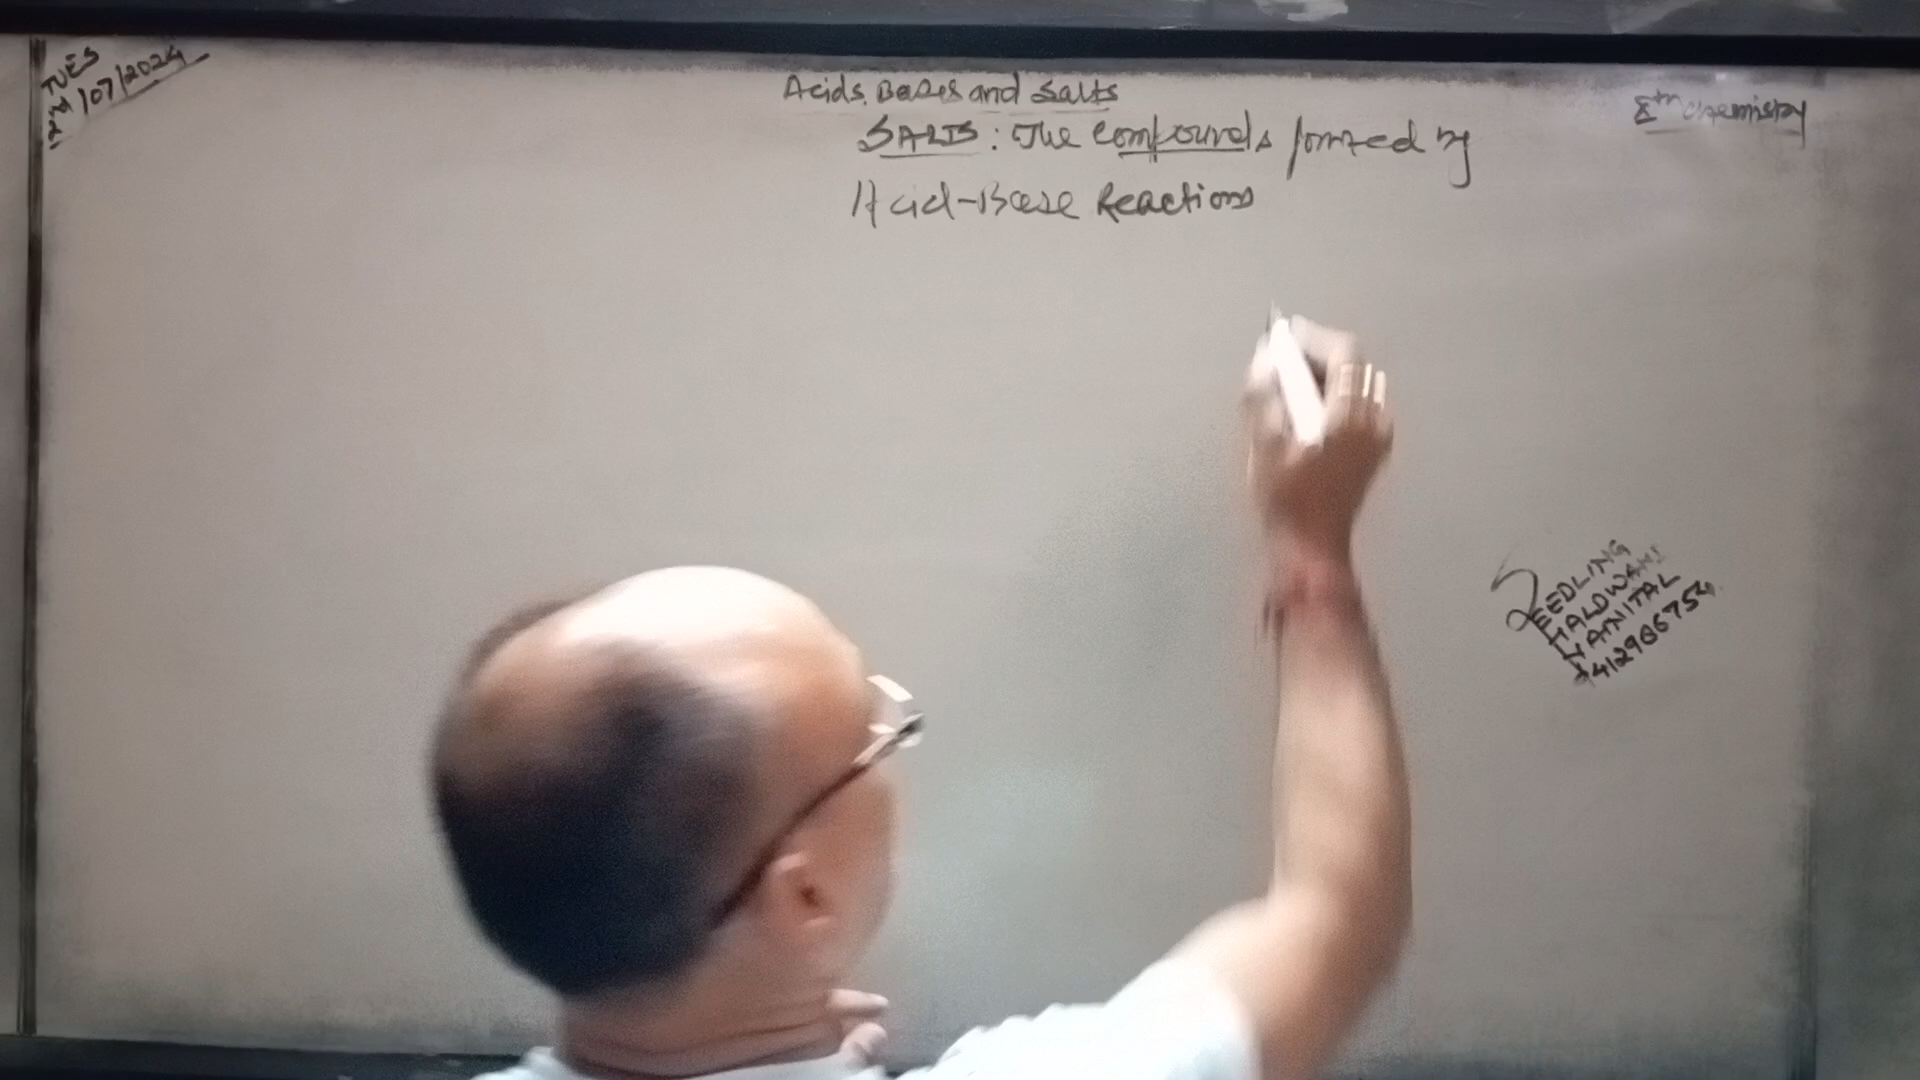 TUES
2nd/07/2024
Acids, Bases and Salts
8th Chemistry
SALTS: The Compounds formed by
Acid-Base Reactions
SEEDLING
HALDWANI
NAINITAL